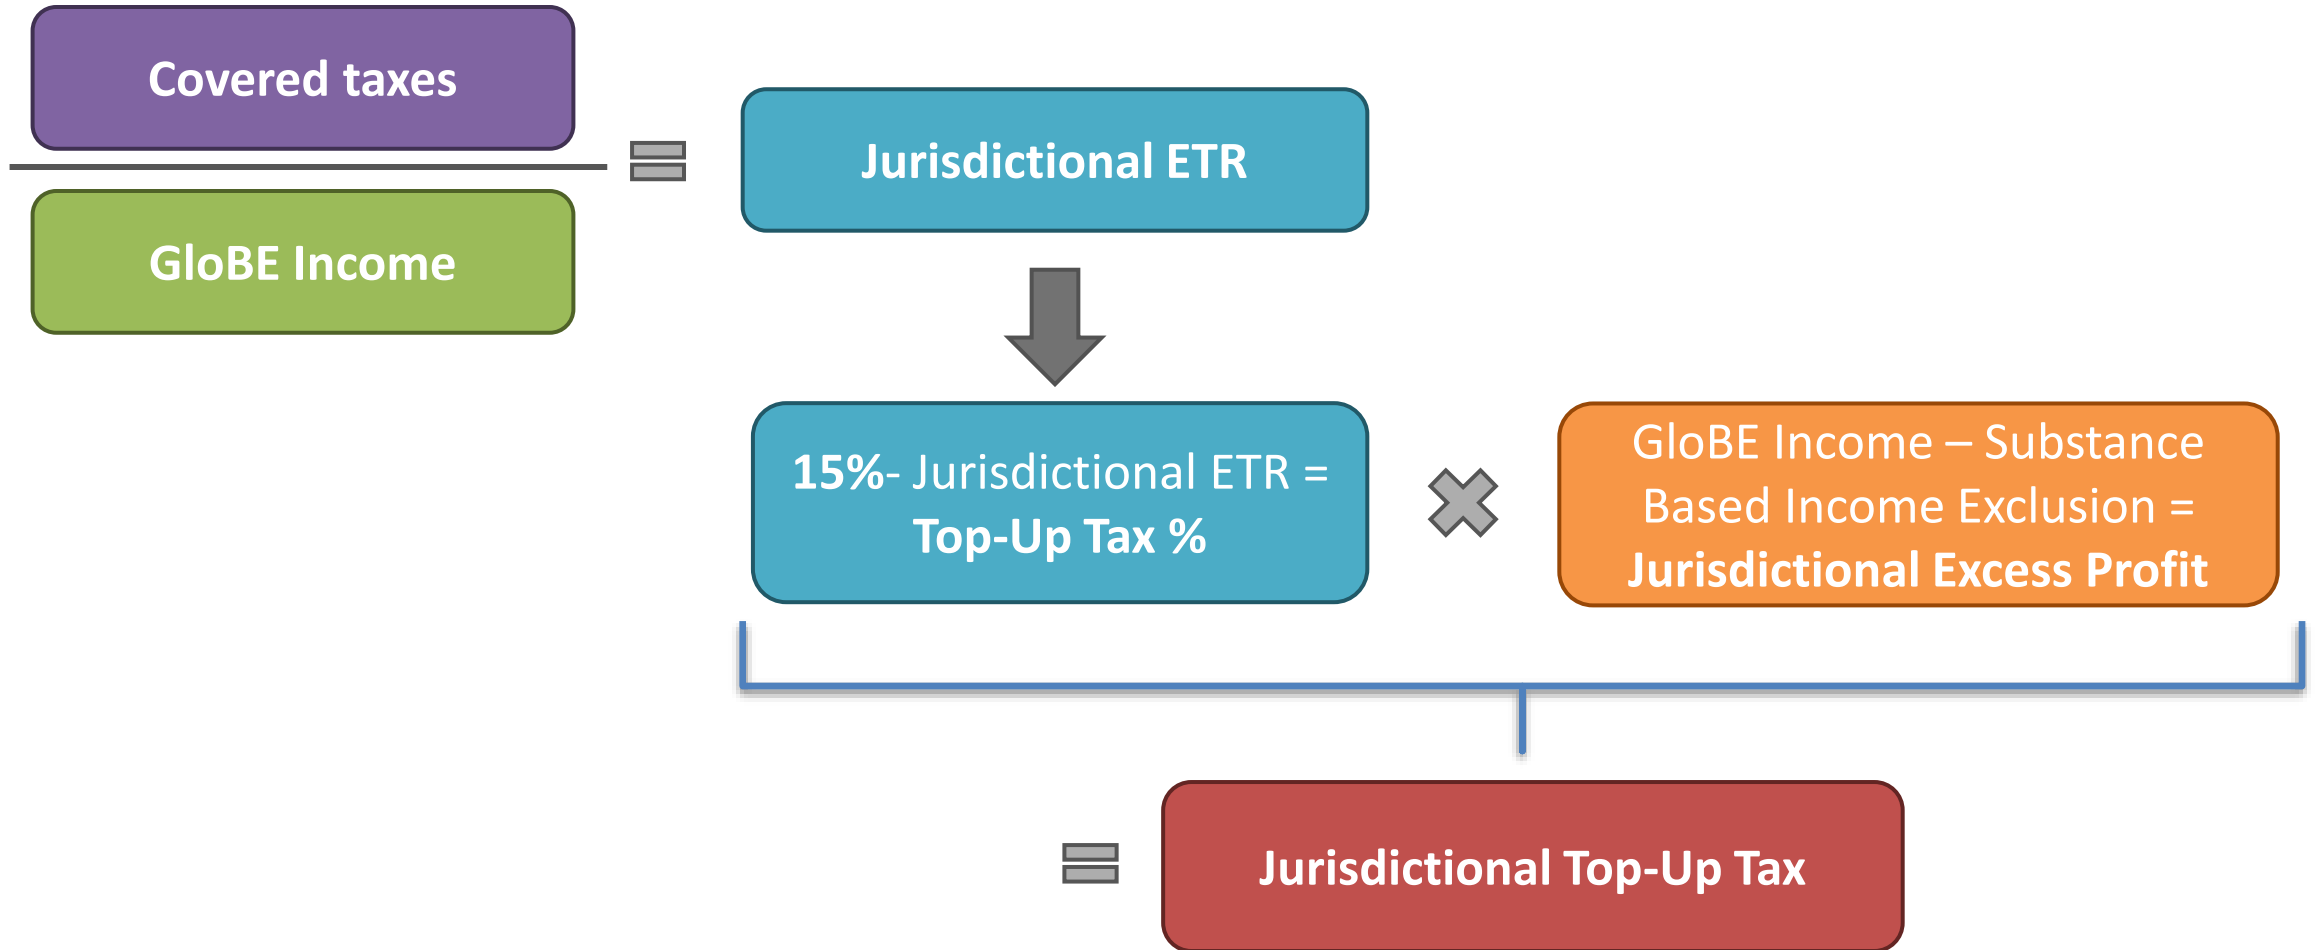 Covered taxes
GloBE Income
Jurisdictional ETR
15%- Jurisdictional ETR =
Top-Up Tax %
GloBE Income – Substance
Based Income Exclusion =
Jurisdictional Excess Profit
Jurisdictional Top-Up Tax